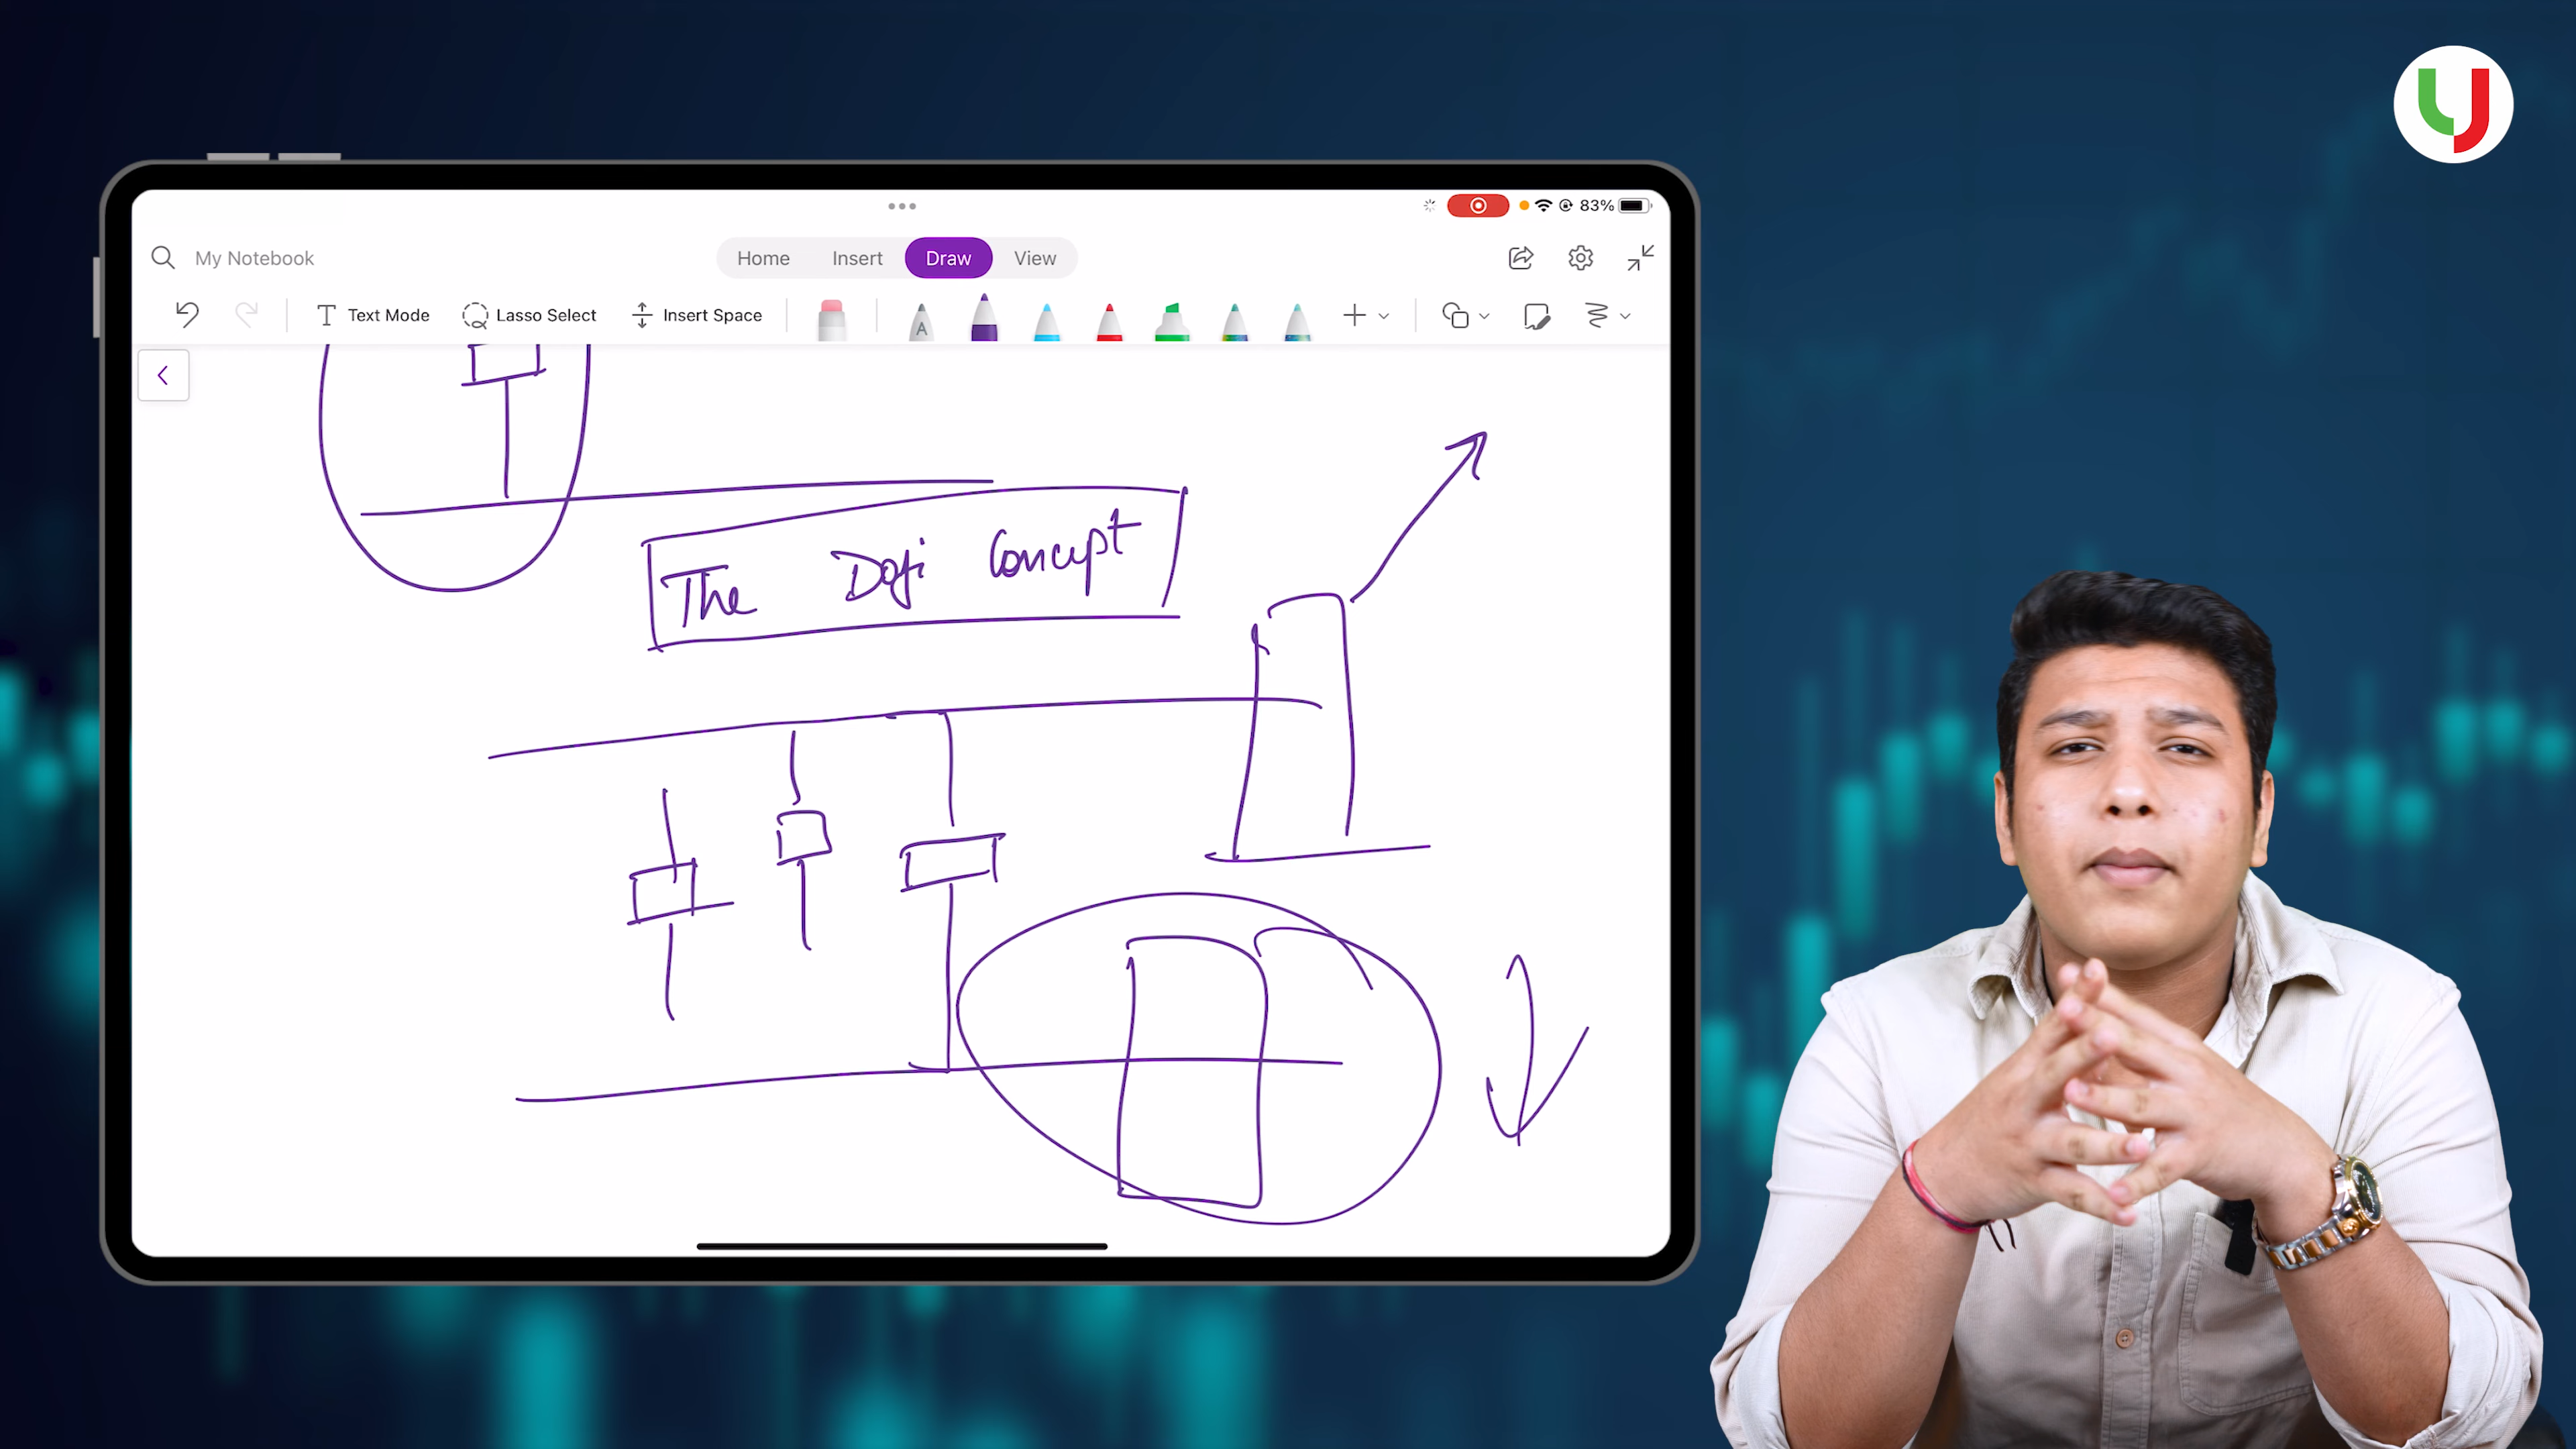 83%
My Notebook
Home Insert Draw View
Text Mode Lasso Select Insert Space
A
The Doji Concept